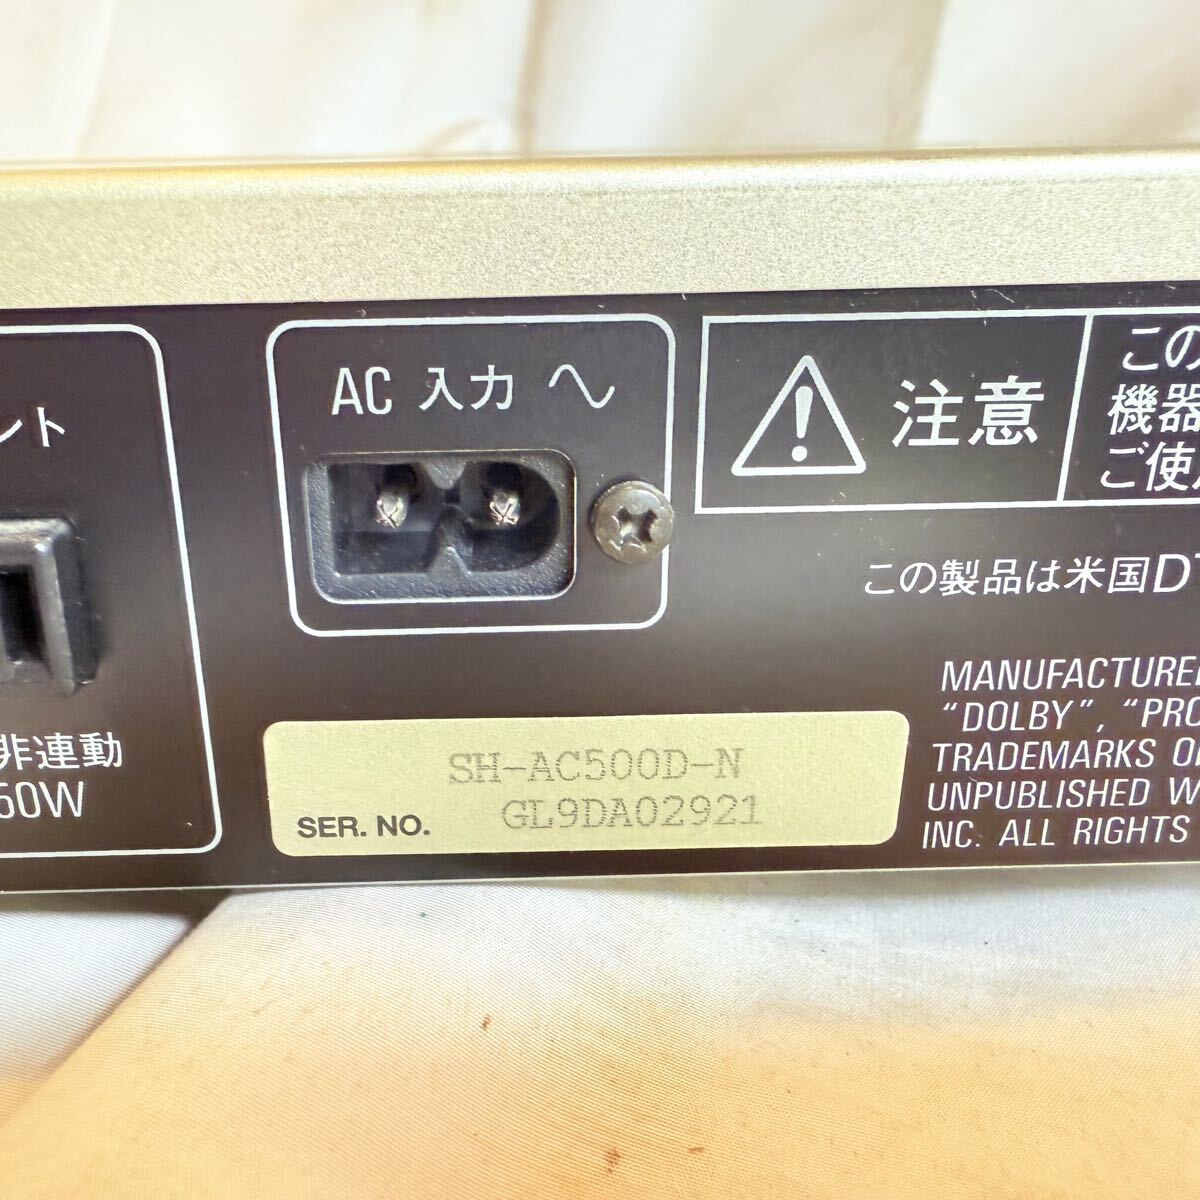 ント
非連動
50W
AC 入力 ～
SH-AC500D-N
SER. NO. GL9DA02921
注意
この
機器
ご使
この製品は米国DT
MANUFACTURE
"DOLBY", "PRO
TRADEMARKS O
UNPUBLISHED W
INC. ALL RIGHTS